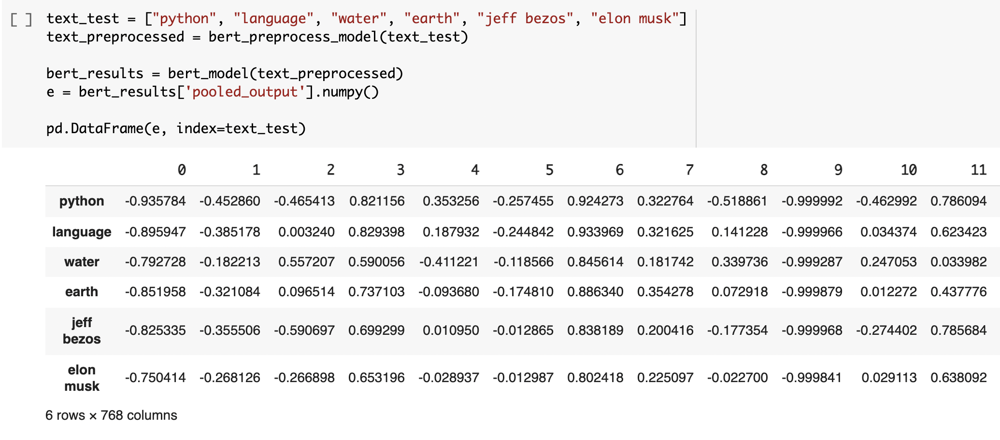 [ ] text_test = ["python", "language", "water", "earth", "jeff bezos", "elon musk"]
text_preprocessed = bert_preprocess_model(text_test)
bert_results = bert_model(text_preprocessed)
e = bert_results['pooled_output'].numpy()
pd.DataFrame(e, index=text_test)
0 1 2 3 4 5 6 7 8 9 10 11
python -0.935784 -0.452860 -0.465413 0.821156 0.353256 -0.257455 0.924273 0.322764 -0.518861 -0.999992 -0.462992 0.786094
language -0.895947 -0.385178 0.003240 0.829398 0.187932 -0.244842 0.933969 0.321625 0.141228 -0.999966 0.034374 0.623423
water -0.792728 -0.182213 0.557207 0.590056 -0.411221 -0.118566 0.845614 0.181742 0.339736 -0.999287 0.247053 0.033982
earth -0.851958 -0.321084 0.096514 0.737103 -0.093680 -0.174810 0.886340 0.354278 0.072918 -0.999879 0.012272 0.437776
jeff
bezos -0.825335 -0.355506 -0.590697 0.699299 0.010950 -0.012865 0.838189 0.200416 -0.177354 -0.999968 -0.274402 0.785684
elon
musk -0.750414 -0.268126 -0.266898 0.653196 -0.028937 -0.012987 0.802418 0.225097 -0.022700 -0.999841 0.029113 0.638092
6 rows × 768 columns